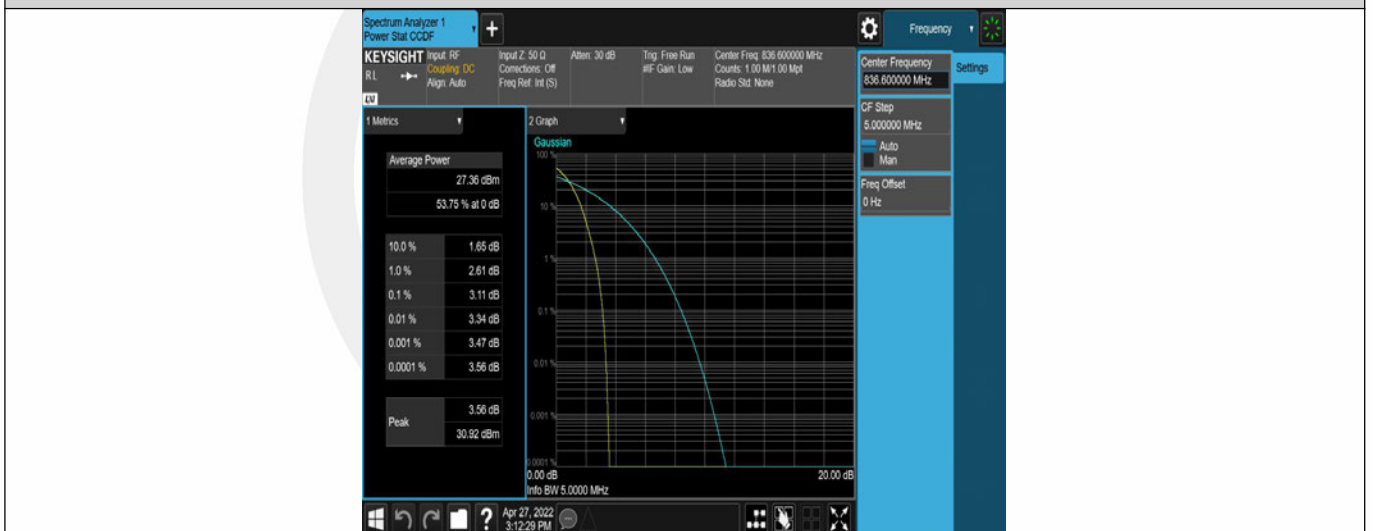 Spectrum Analyzer 1
Power Stat CCDF
+
Frequency
KEYSIGHT
RL
Input: RF
Coupling: DC
Align: Auto
Input Z: 50 Ω
Corrections: Off
Freq Ref: Int (S)
Atten: 30 dB
Trig: Free Run
#IF Gain: Low
Center Freq: 836.600000 MHz
Counts: 1.00 M/1.00 Mpt
Radio Std: None
Center Frequency
836.600000 MHz
Settings
CF Step
5.000000 MHz
Auto
Man
Freq Offset
0 Hz
1 Metrics
Average Power
27.36 dBm
53.75 % at 0 dB
10.0 % 1.65 dB
1.0 % 2.61 dB
0.1 % 3.11 dB
0.01 % 3.34 dB
0.001 % 3.47 dB
0.0001 % 3.56 dB
Peak
3.56 dB
30.92 dBm
2 Graph
Gaussian
100 %
10 %
1 %
0.1 %
0.01 %
0.001 %
0.0001 %
0.00 dB 20.00 dB
Info BW 5.0000 MHz
?
Apr 27, 2022
3:12:29 PM